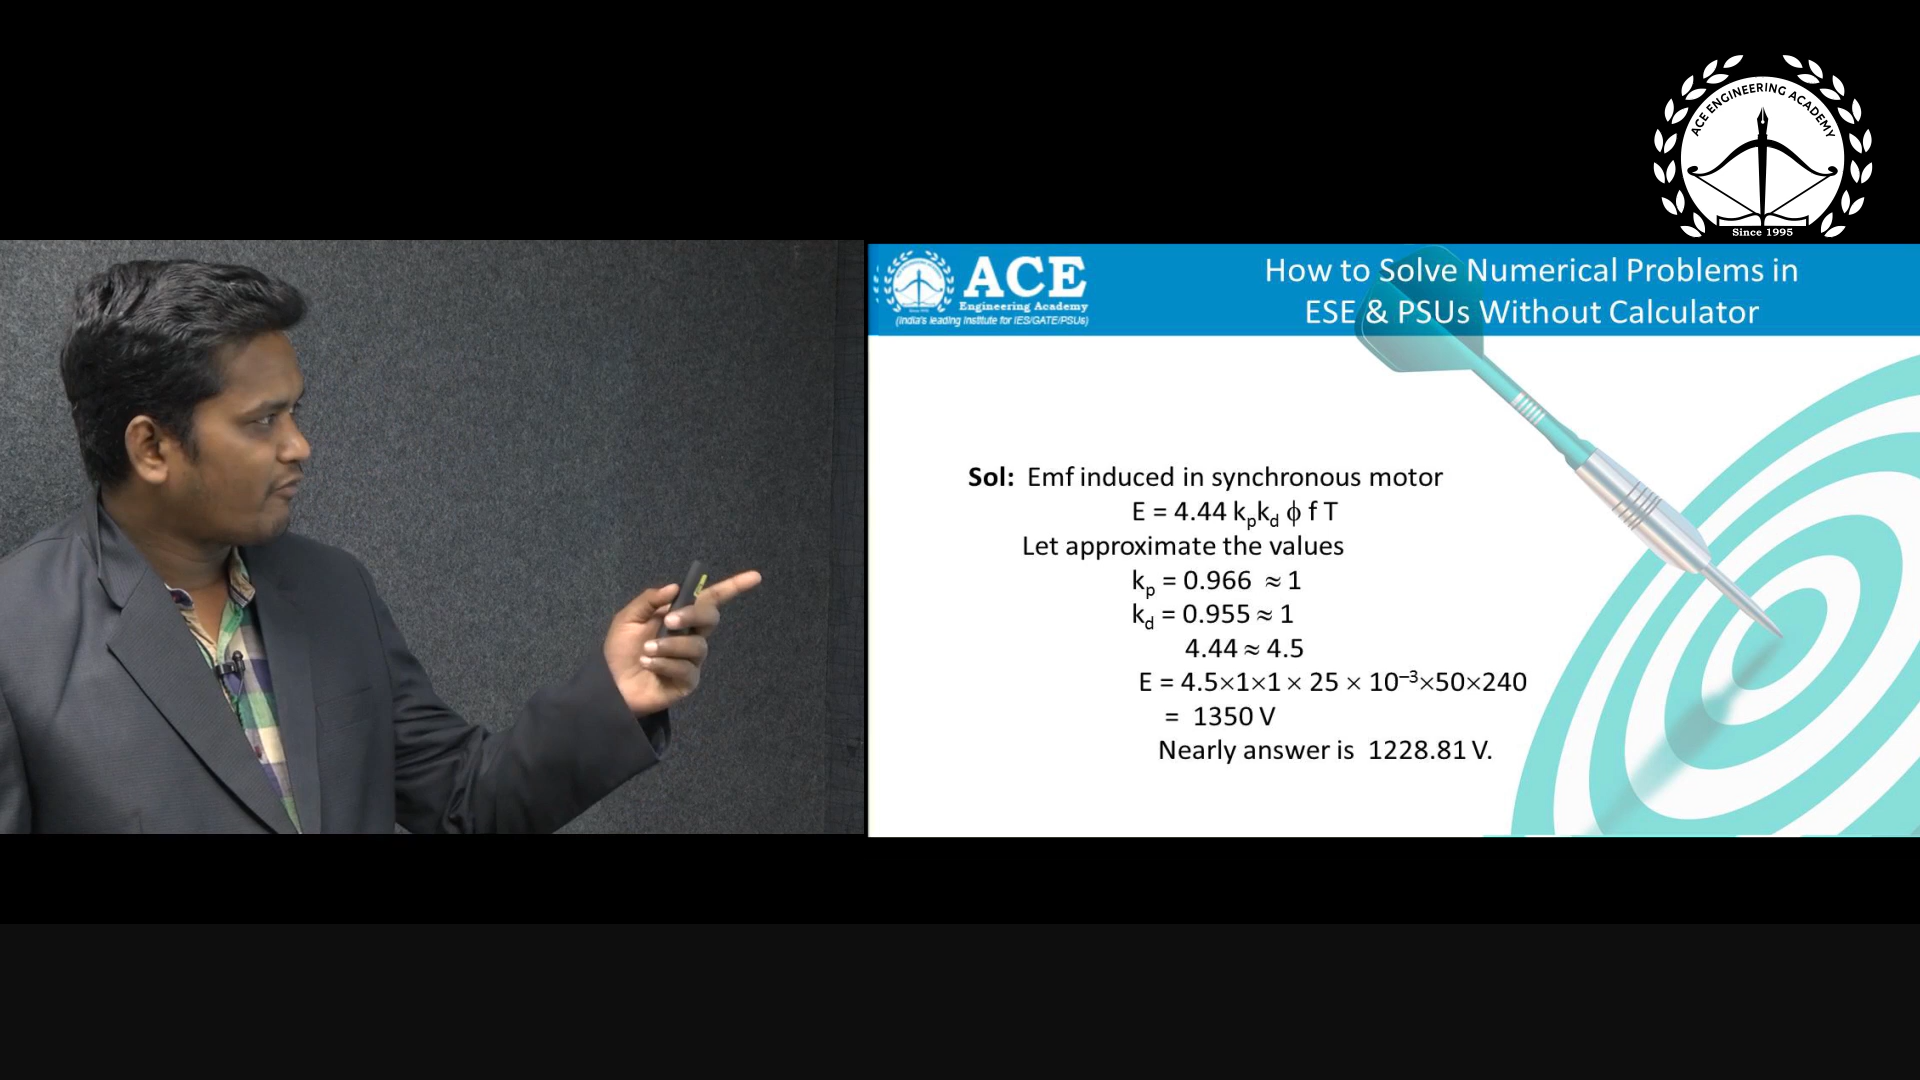 ACE ENGINEERING ACADEMY
Since 1995
ACE
Engineering Academy
(India's leading Institute for IES/GATE/PSUs)
How to Solve Numerical Problems in
ESE & PSUs Without Calculator
Sol: Emf induced in synchronous motor
E = 4.44 kpkd ϕ f T
Let approximate the values
kp = 0.966 ≈ 1
kd = 0.955 ≈ 1
4.44 ≈ 4.5
E = 4.5×1×1 × 25 × 10⁻³×50×240
= 1350 V
Nearly answer is 1228.81 V.